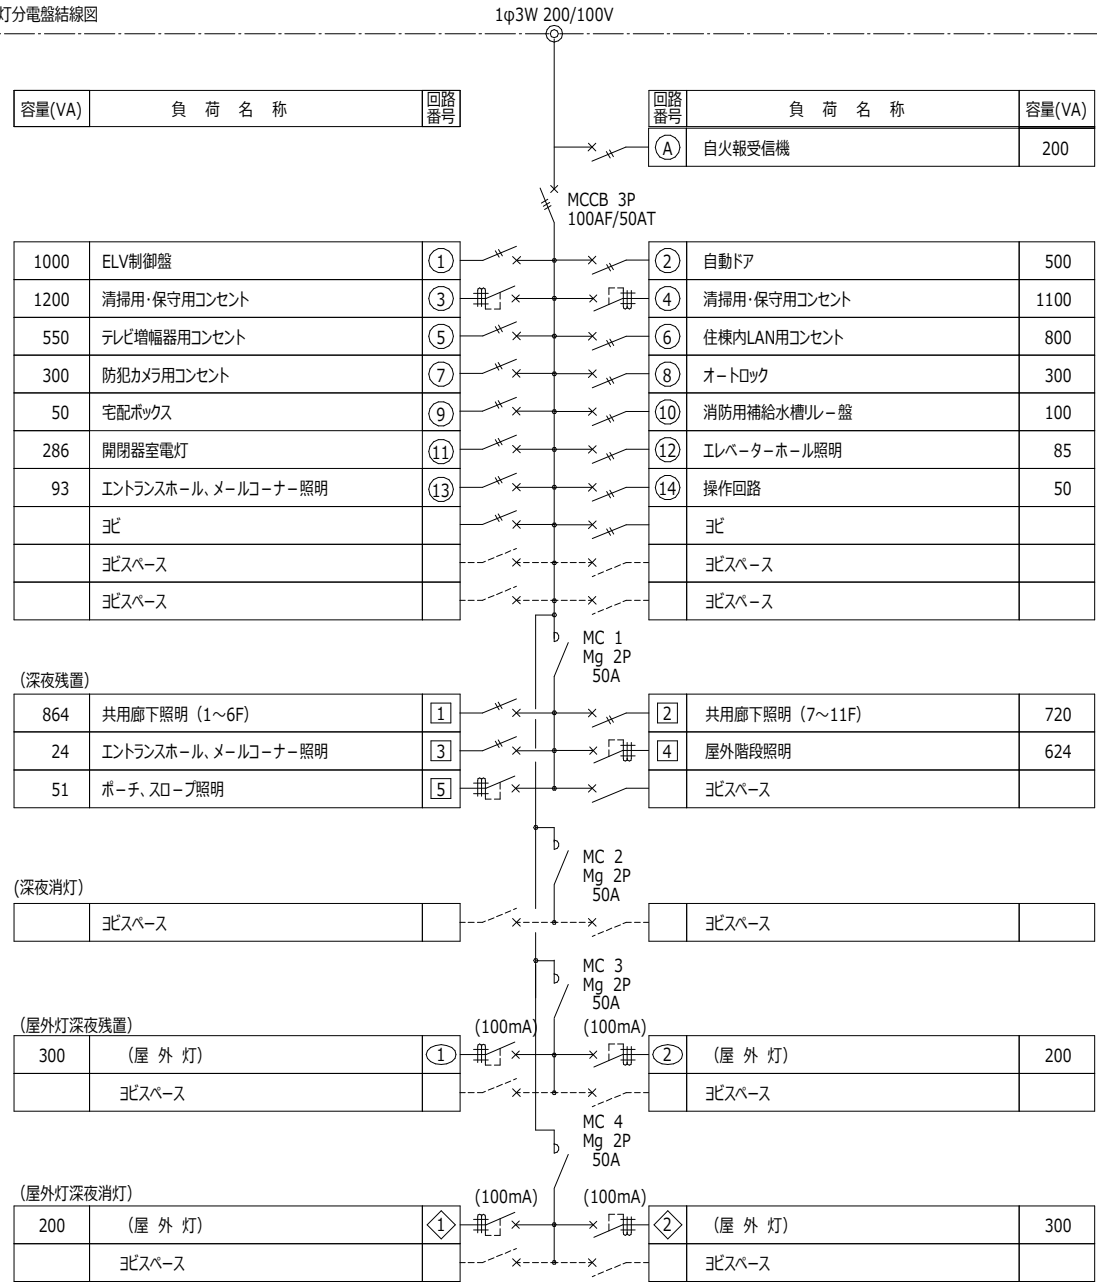 灯分電盤結線図
1φ3W 200/100V
容量(VA) 負 荷 名 称 回路番号
回路番号 負 荷 名 称 容量(VA)
A 自火報受信機 200
MCCB 3P
100AF/50AT
1000 ELV制御盤 1 2 自動ドア 500
1200 清掃用・保守用コンセント 3 4 清掃用・保守用コンセント 1100
550 テレビ増幅器用コンセント 5 6 住棟内LAN用コンセント 800
300 防犯カメラ用コンセント 7 8 オートロック 300
50 宅配ボックス 9 10 消防用補給水槽リレー盤 100
286 開閉器室電灯 11 12 エレベーターホール照明 85
93 エントランスホール、メールコーナー照明 13 14 操作回路 50
ヨビ ヨビ
ヨビスペース ヨビスペース
ヨビスペース ヨビスペース
MC 1
Mg 2P
50A
(深夜残置)
864 共用廊下照明 (1~6F) 1 2 共用廊下照明 (7~11F) 720
24 エントランスホール、メールコーナー照明 3 4 屋外階段照明 624
51 ポーチ、スロープ照明 5 ヨビスペース
MC 2
Mg 2P
50A
(深夜消灯)
ヨビスペース ヨビスペース
MC 3
Mg 2P
50A
(屋外灯深夜残置)
(100mA) (100mA)
300 (屋 外 灯) 1 2 (屋 外 灯) 200
ヨビスペース ヨビスペース
MC 4
Mg 2P
50A
(屋外灯深夜消灯)
(100mA) (100mA)
200 (屋 外 灯) 1 2 (屋 外 灯) 300
ヨビスペース ヨビスペース